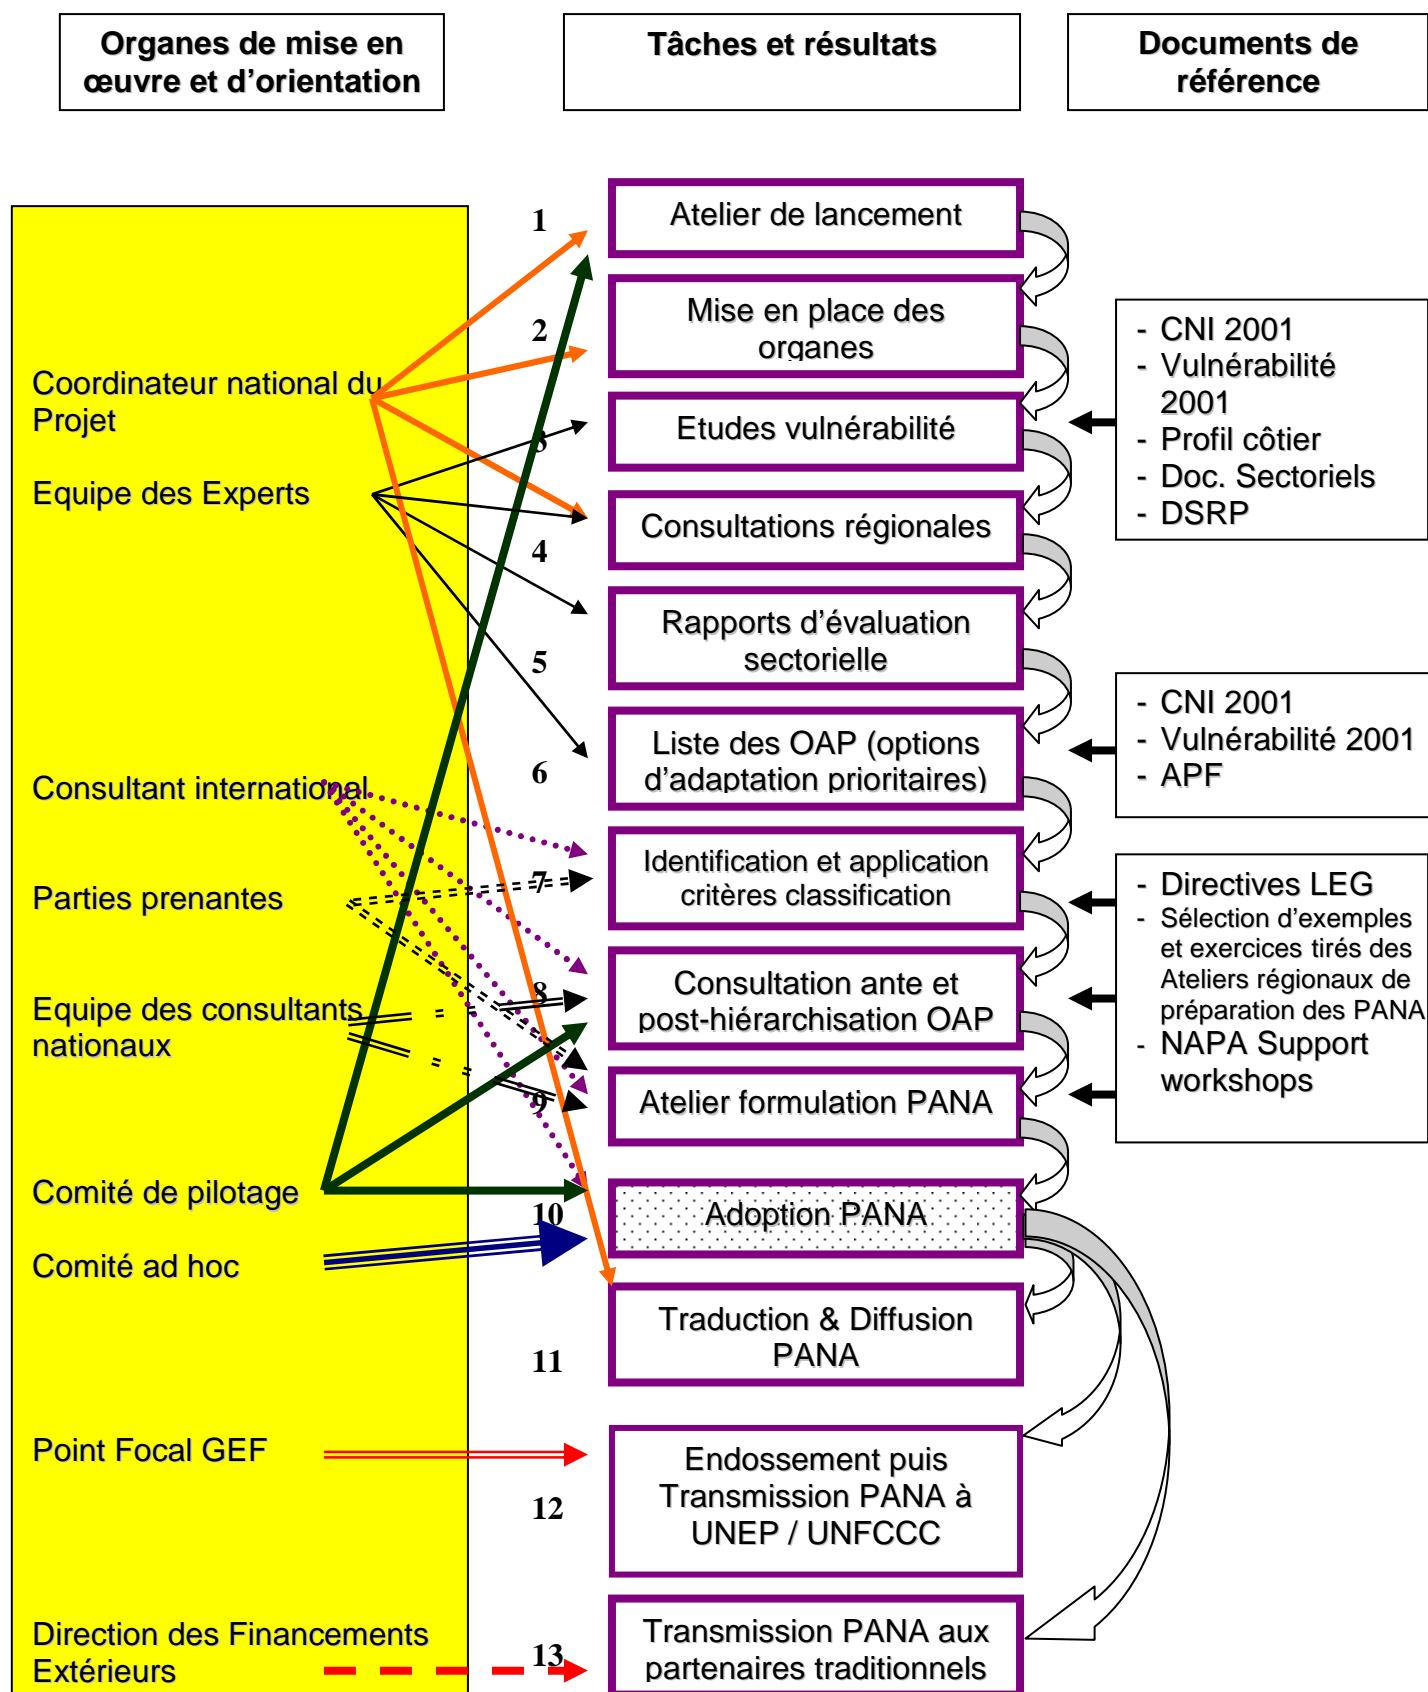 Organes de mise en
œuvre et d'orientation
Tâches et résultats
Documents de
référence
Coordinateur national du
Projet
Equipe des Experts
Consultant international
Parties prenantes
Equipe des consultants
nationaux
Comité de pilotage
Comité ad hoc
Point Focal GEF
Direction des Financements
Extérieurs
1
Atelier de lancement
2
Mise en place des
organes
3
Etudes vulnérabilité
4
Consultations régionales
5
Rapports d'évaluation
sectorielle
6
Liste des OAP (options
d'adaptation prioritaires)
7
Identification et application
critères classification
8
Consultation ante et
post-hiérarchisation OAP
9
Atelier formulation PANA
10
Adoption PANA
11
Traduction & Diffusion
PANA
12
Endossement puis
Transmission PANA à
UNEP / UNFCCC
13
Transmission PANA aux
partenaires traditionnels
- CNI 2001
- Vulnérabilité
2001
- Profil côtier
- Doc. Sectoriels
- DSRP
- CNI 2001
- Vulnérabilité 2001
- APF
- Directives LEG
- Sélection d'exemples
et exercices tirés des
Ateliers régionaux de
préparation des PANA
- NAPA Support
workshops